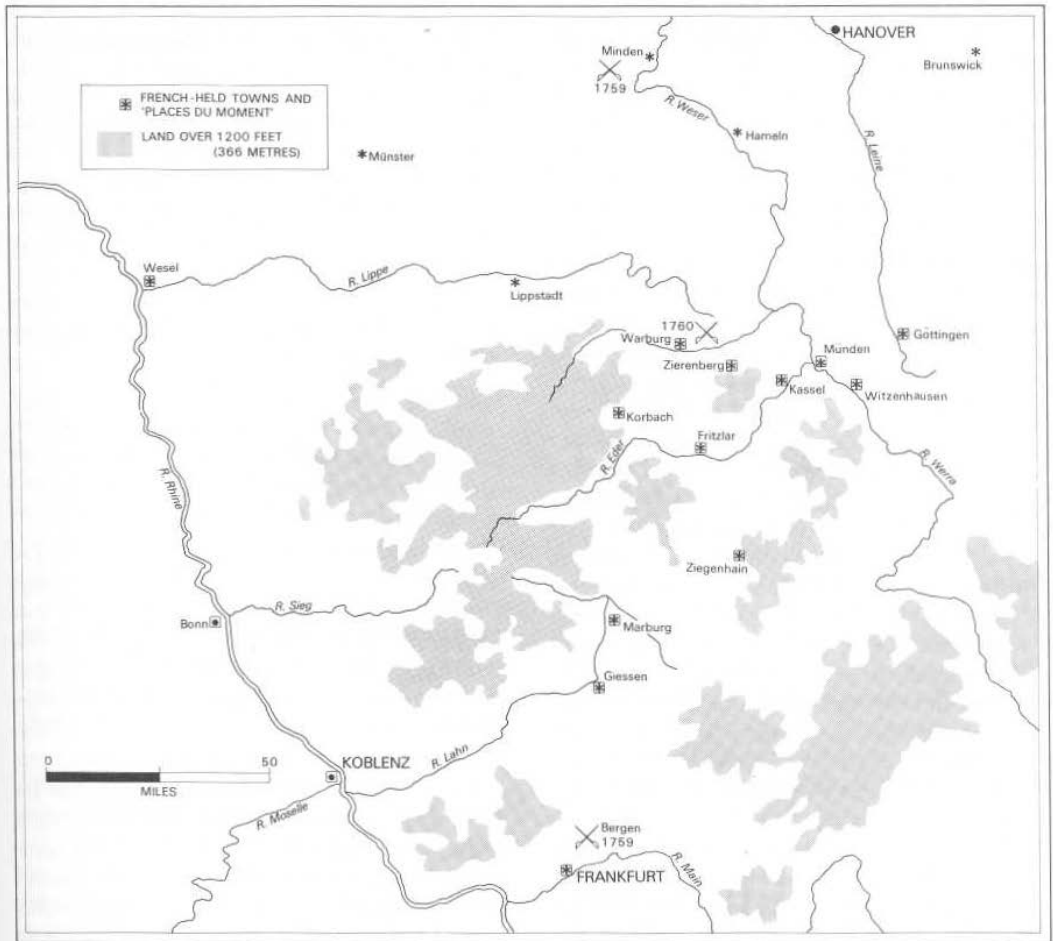 HANOVER
Minden
1759
Brunswick
R. Weser
FRENCH-HELD TOWNS AND
'PLACES DU MOMENT'
LAND OVER 1200 FEET
(366 METRES)
Hameln
R. Leine
Münster
Wesel
R. Lippe
Lippstadt
1760
Warburg
Göttingen
Münden
Zierenberg
Kassel
Witzenhausen
Korbach
Fritzlar
R. Eder
R. Werra
R. Rhine
Ziegenhain
R. Sieg
Bonn
Marburg
Giessen
0 50
MILES
KOBLENZ
R. Lahn
R. Moselle
Bergen
1759
FRANKFURT
R. Main